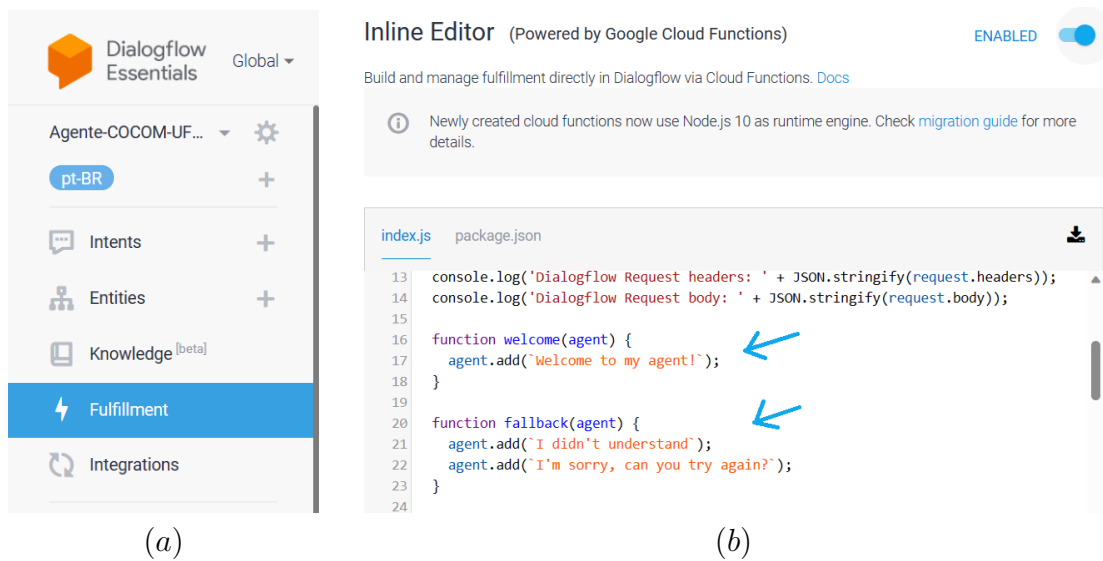 Dialogflow
Essentials
Global
Agente-COCOM-UF...
pt-BR
Intents
Entities
Knowledge [beta]
Fulfillment
Integrations
(a)
Inline Editor (Powered by Google Cloud Functions) ENABLED
Build and manage fulfillment directly in Dialogflow via Cloud Functions. Docs
Newly created cloud functions now use Node.js 10 as runtime engine. Check migration guide for more
details.
index.js package.json
13 console.log('Dialogflow Request headers: ' + JSON.stringify(request.headers));
14 console.log('Dialogflow Request body: ' + JSON.stringify(request.body));
15
16 function welcome(agent) {
17 agent.add(`Welcome to my agent!`);
18 }
19
20 function fallback(agent) {
21 agent.add(`I didn't understand`);
22 agent.add(`I'm sorry, can you try again?`);
23 }
24
(b)